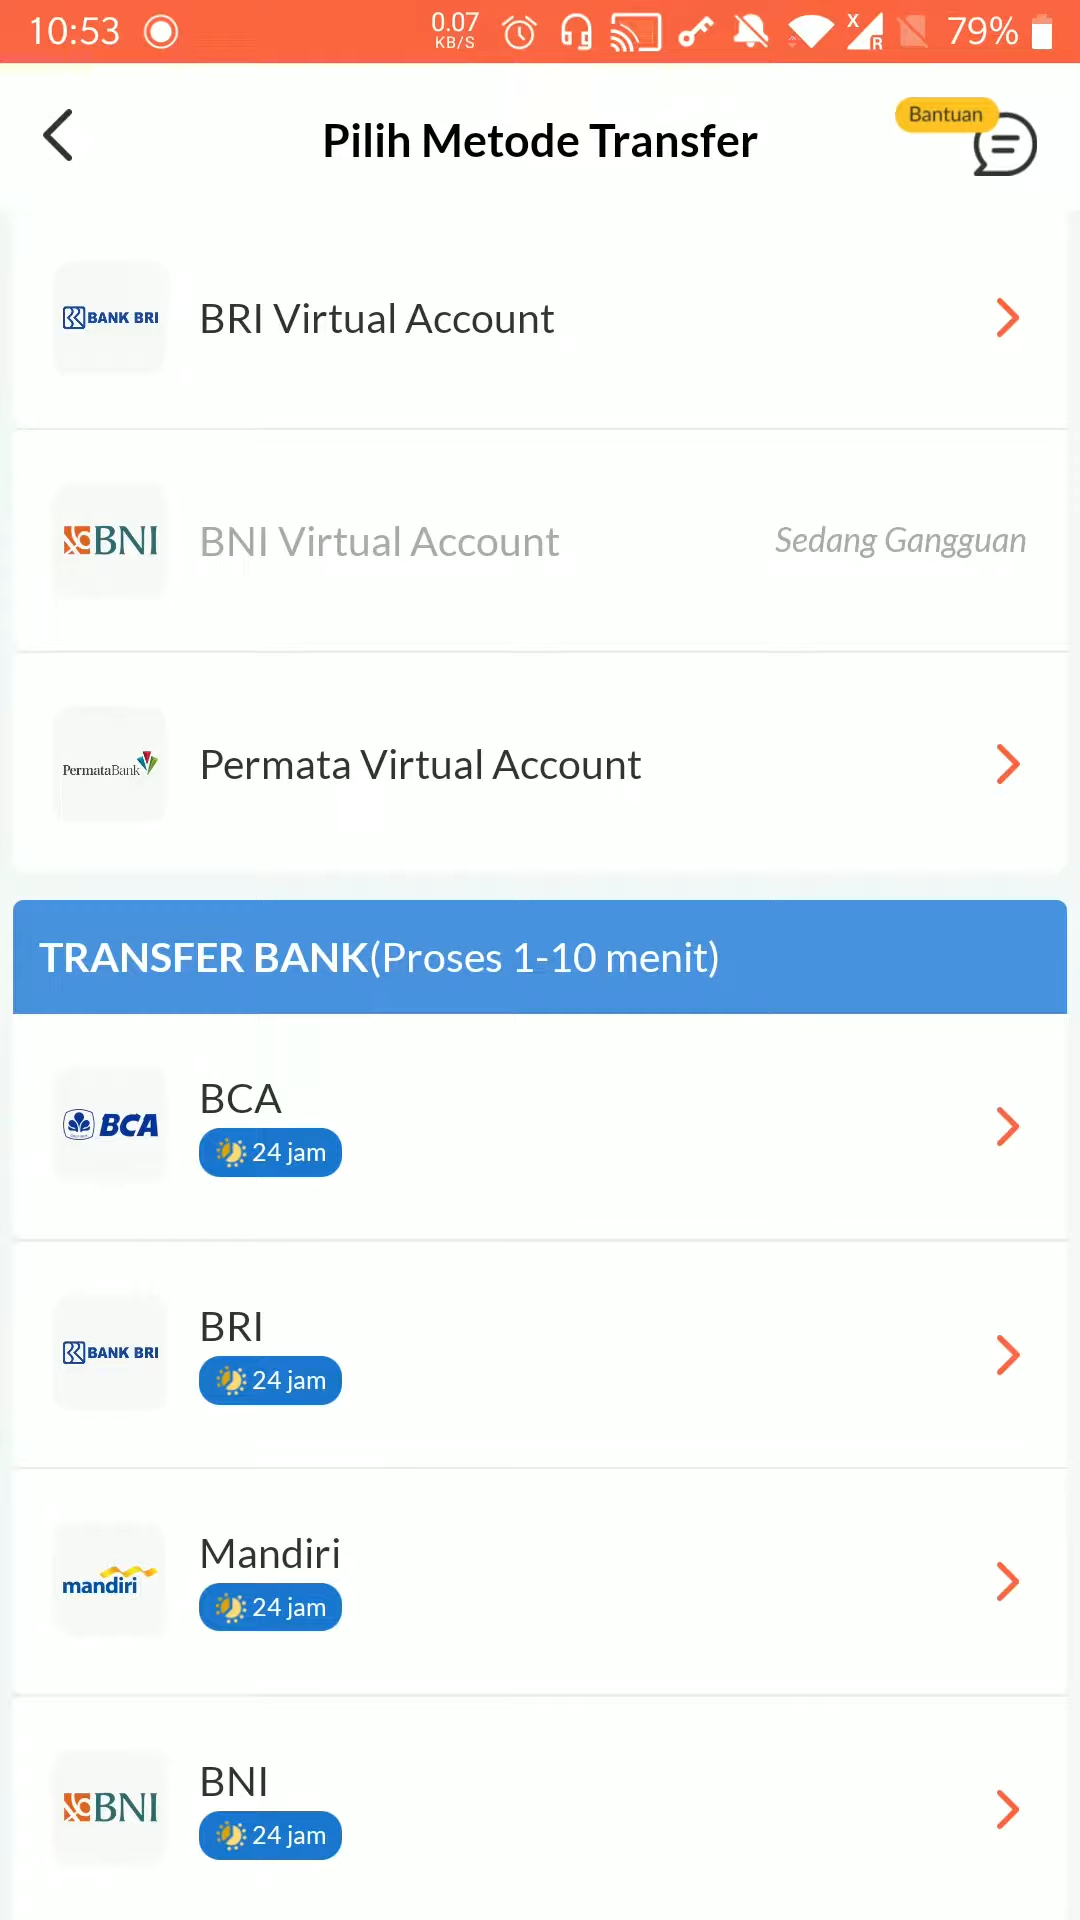 10:53 0.07 KB/S X R 79%
Bantuan
Pilih Metode Transfer
BANK BRI BRI Virtual Account
BNI BNI Virtual Account Sedang Gangguan
PermataBank Permata Virtual Account
TRANSFER BANK(Proses 1-10 menit)
BCA
BCA
24 jam
BRI
BANK BRI
24 jam
Mandiri
mandiri
24 jam
BNI
BNI
24 jam